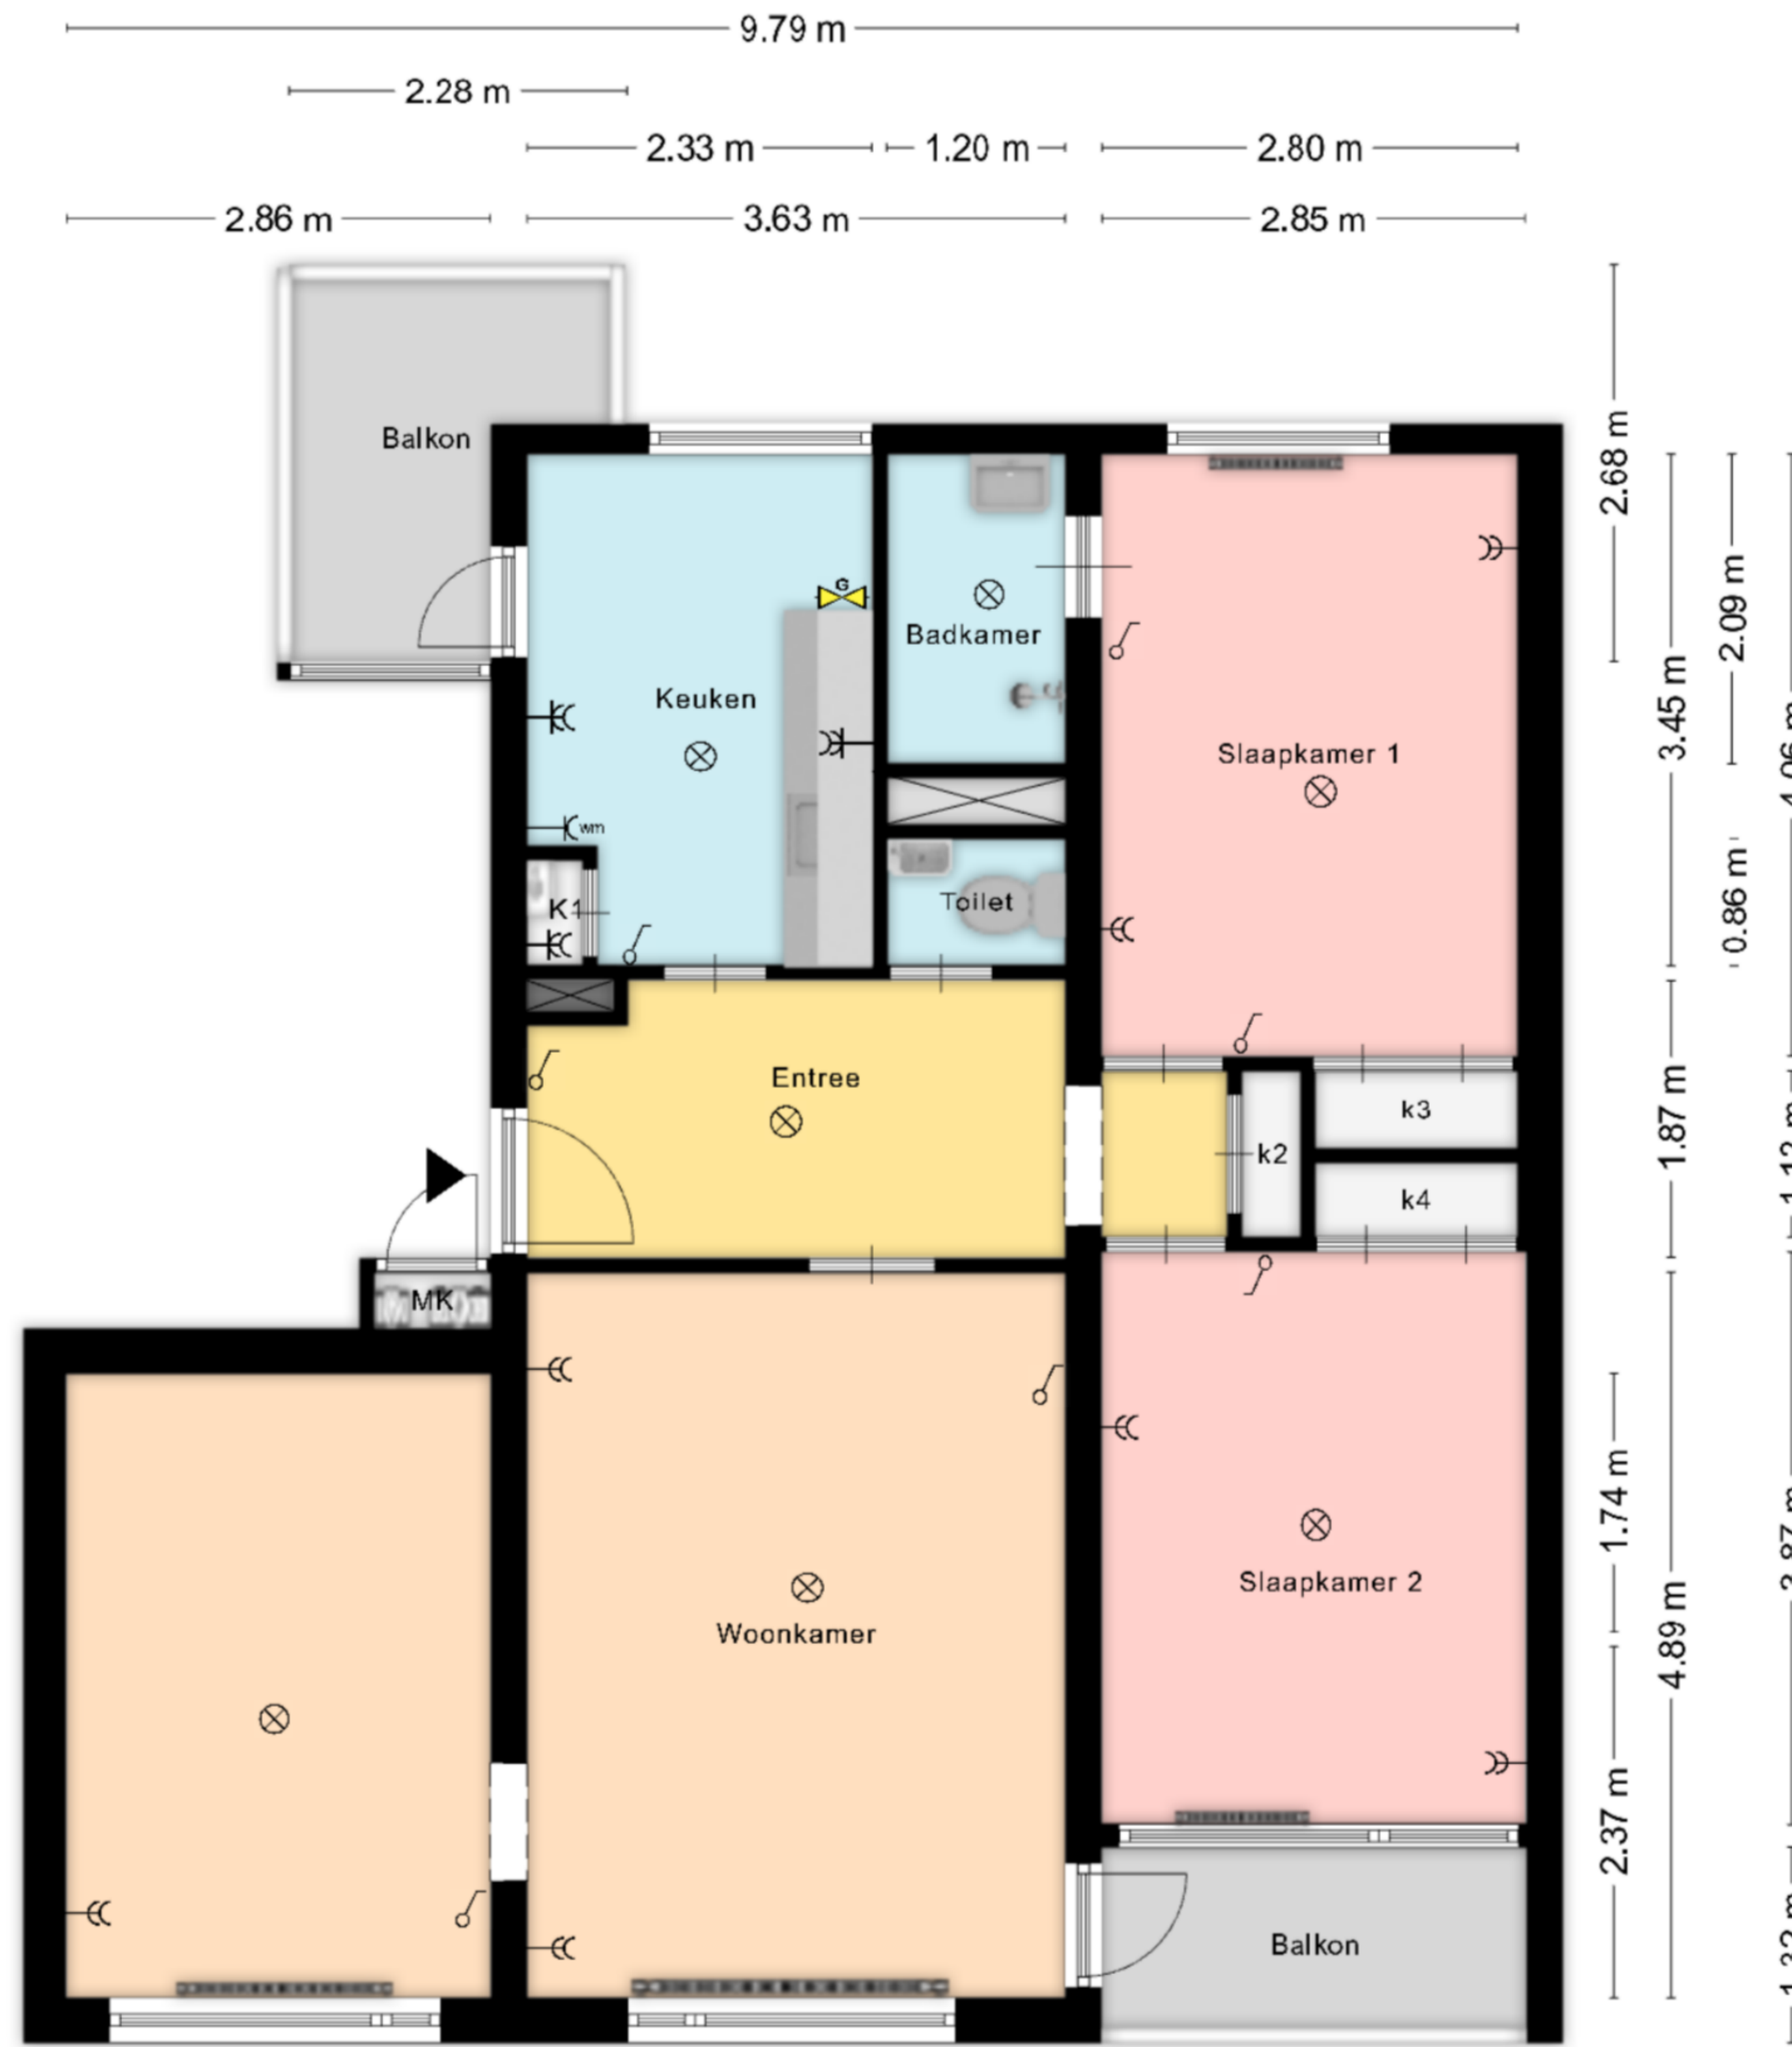 9.79 m
2.28 m
2.33 m
1.20 m
2.80 m
2.86 m
3.63 m
2.85 m
Balkon
2.68 m
G
2.09 m
Badkamer
Keuken
3.45 m
Slaapkamer 1
wm
0.86 m
K1
Toilet
Entree
k3
1.87 m
k2
k4
MK
1.74 m
Slaapkamer 2
Woonkamer
4.89 m
2.37 m
Balkon